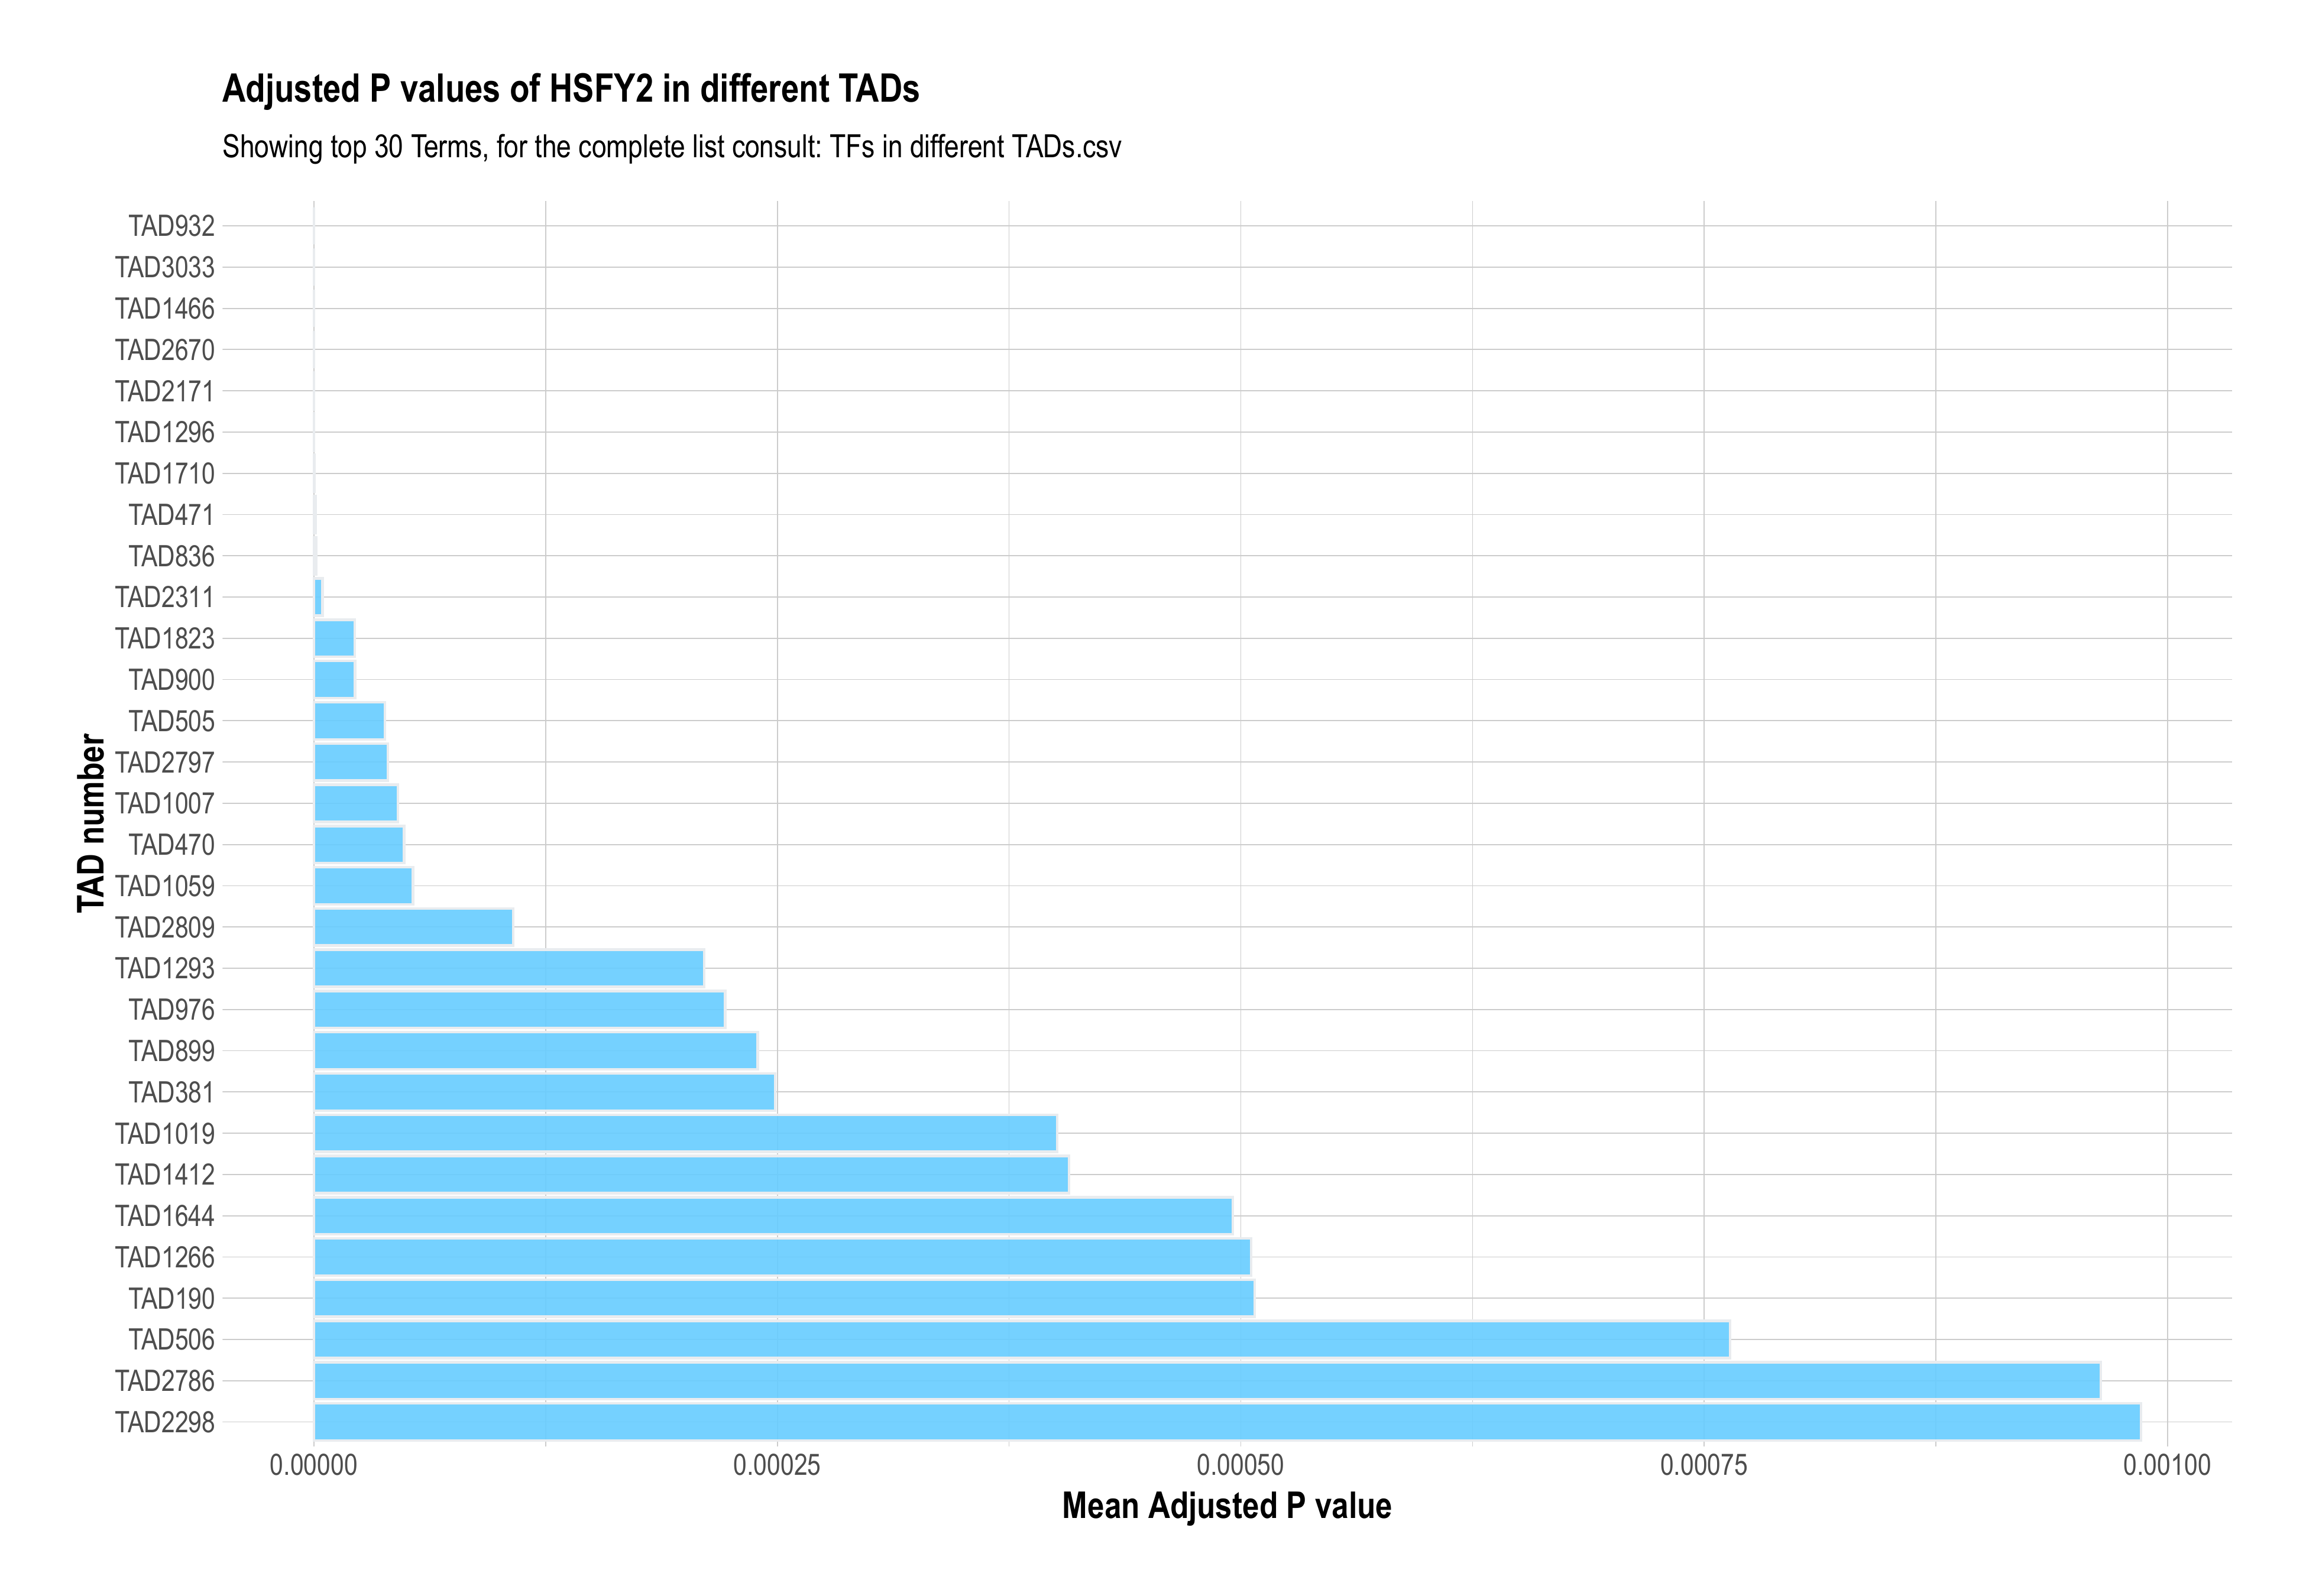 Adjusted P values of HSFY2 in different TADs
Showing top 30 Terms, for the complete list consult: TFs in different TADs.csv
TAD number
TAD932
TAD3033
TAD1466
TAD2670
TAD2171
TAD1296
TAD1710
TAD471
TAD836
TAD2311
TAD1823
TAD900
TAD505
TAD2797
TAD1007
TAD470
TAD1059
TAD2809
TAD1293
TAD976
TAD899
TAD381
TAD1019
TAD1412
TAD1644
TAD1266
TAD190
TAD506
TAD2786
TAD2298
0.00000 0.00025 0.00050 0.00075 0.00100
Mean Adjusted P value